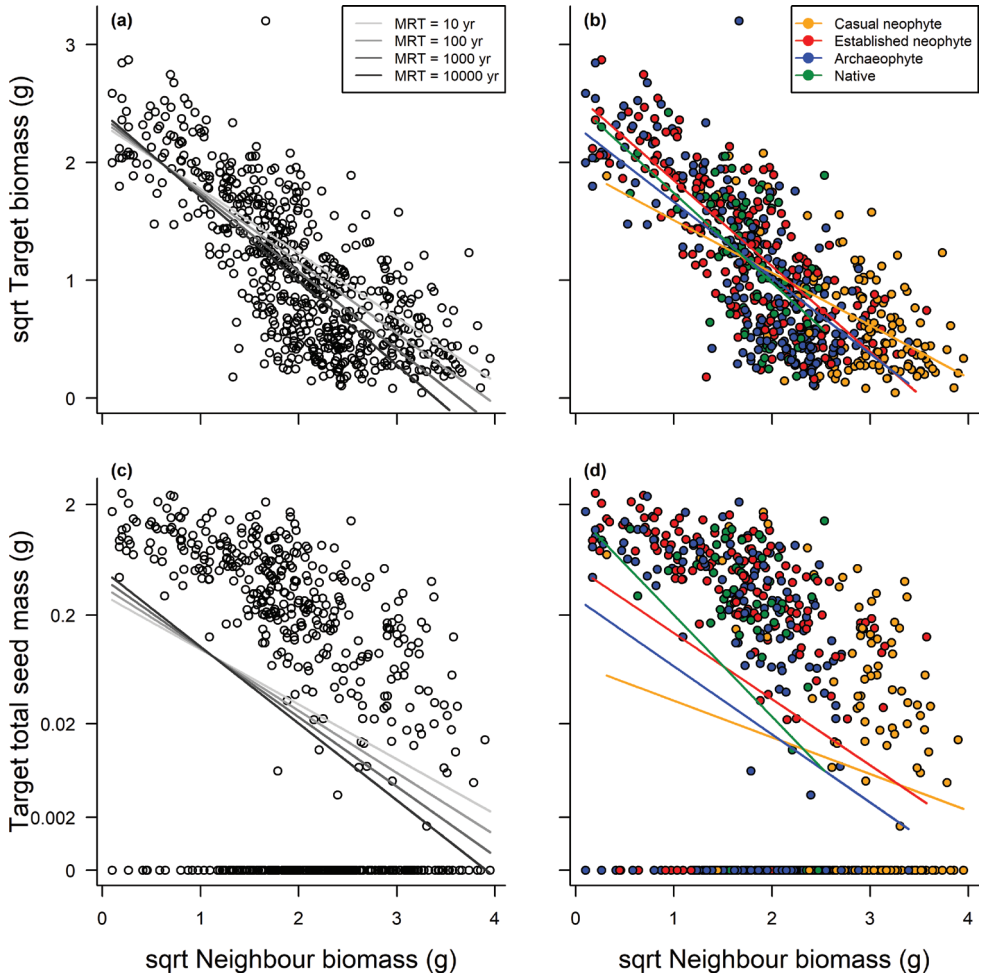 (a)
MRT = 10 yr
MRT = 100 yr
MRT = 1000 yr
MRT = 10000 yr
sqrt Target biomass (g)
3
2
1
0
(b)
Casual neophyte
Established neophyte
Archaeophyte
Native
(c)
Target total seed mass (g)
2
0.2
0.02
0.002
0
0
1
2
3
4
sqrt Neighbour biomass (g)
(d)
0
1
2
3
4
sqrt Neighbour biomass (g)